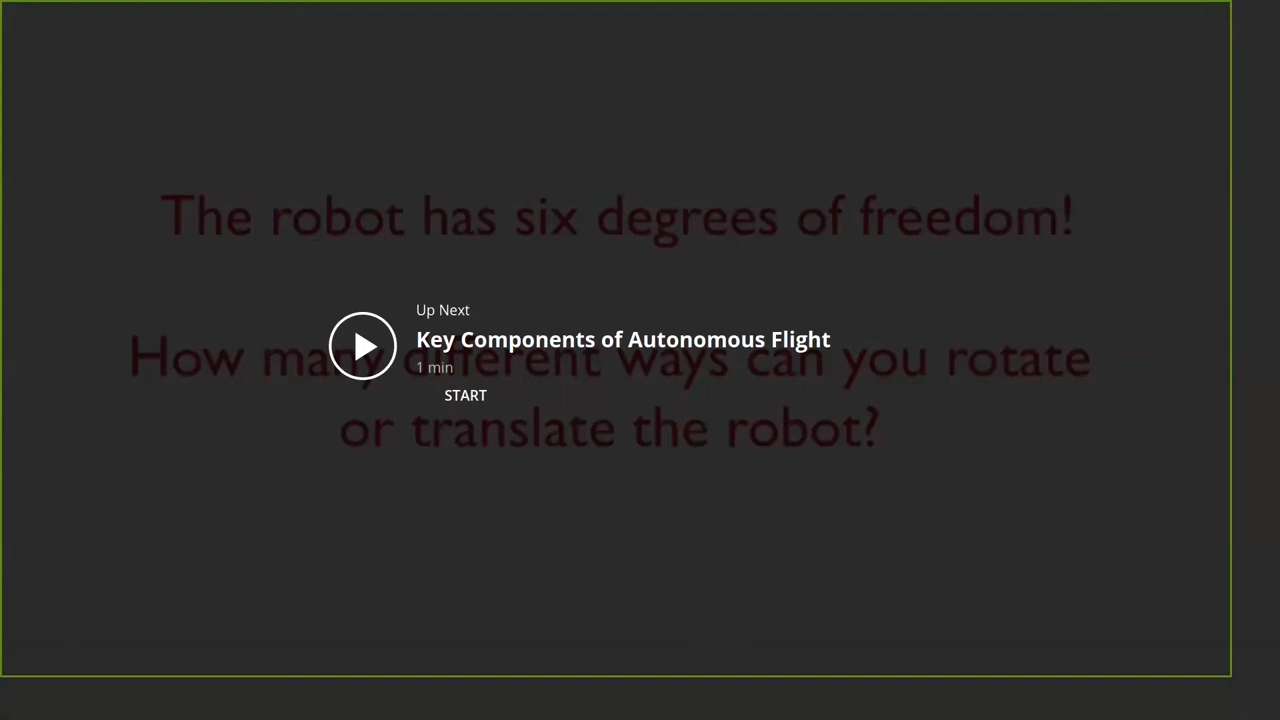 The robot has six degrees of freedom!
Up Next
Key Components of Autonomous Flight
How many different ways can you rotate
1 min
START
or translate the robot?